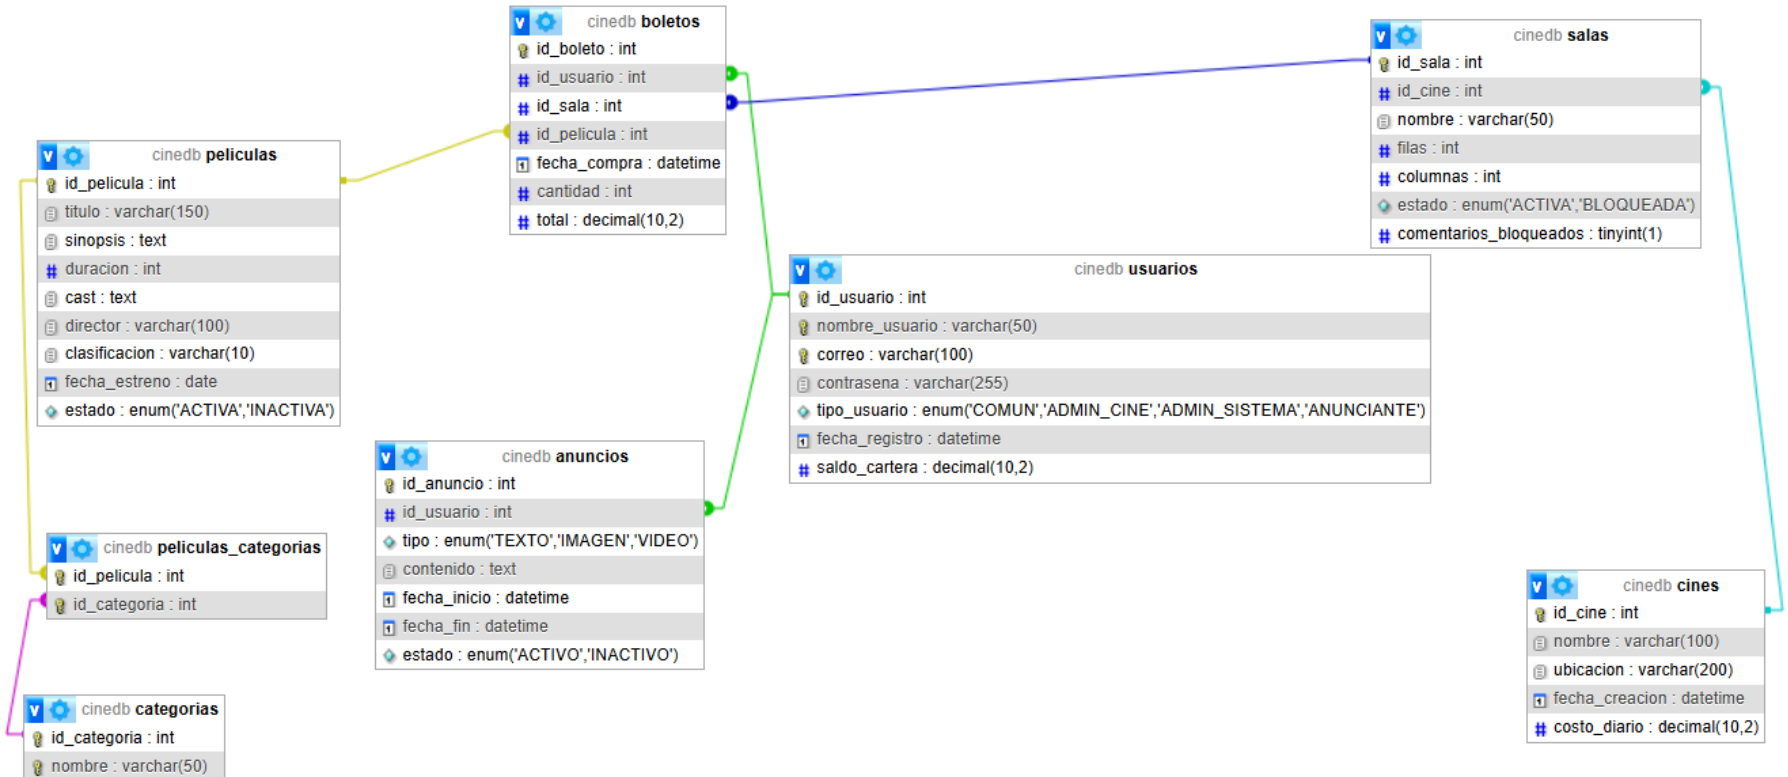 cinedb boletos
id_boleto : int
id_usuario : int
id_sala : int
id_pelicula : int
fecha_compra : datetime
cantidad : int
total : decimal(10,2)
cinedb salas
id_sala : int
id_cine : int
nombre : varchar(50)
filas : int
columnas : int
estado : enum('ACTIVA','BLOQUEADA')
comentarios_bloqueados : tinyint(1)
cinedb peliculas
id_pelicula : int
titulo : varchar(150)
sinopsis : text
duracion : int
cast : text
director : varchar(100)
clasificacion : varchar(10)
fecha_estreno : date
estado : enum('ACTIVA','INACTIVA')
cinedb usuarios
id_usuario : int
nombre_usuario : varchar(50)
correo : varchar(100)
contrasena : varchar(255)
tipo_usuario : enum('COMUN','ADMIN_CINE','ADMIN_SISTEMA','ANUNCIANTE')
fecha_registro : datetime
saldo_cartera : decimal(10,2)
cinedb anuncios
id_anuncio : int
id_usuario : int
tipo : enum('TEXTO','IMAGEN','VIDEO')
contenido : text
fecha_inicio : datetime
fecha_fin : datetime
estado : enum('ACTIVO','INACTIVO')
cinedb peliculas_categorias
id_pelicula : int
id_categoria : int
cinedb cines
id_cine : int
nombre : varchar(100)
ubicacion : varchar(200)
fecha_creacion : datetime
costo_diario : decimal(10,2)
cinedb categorias
id_categoria : int
nombre : varchar(50)